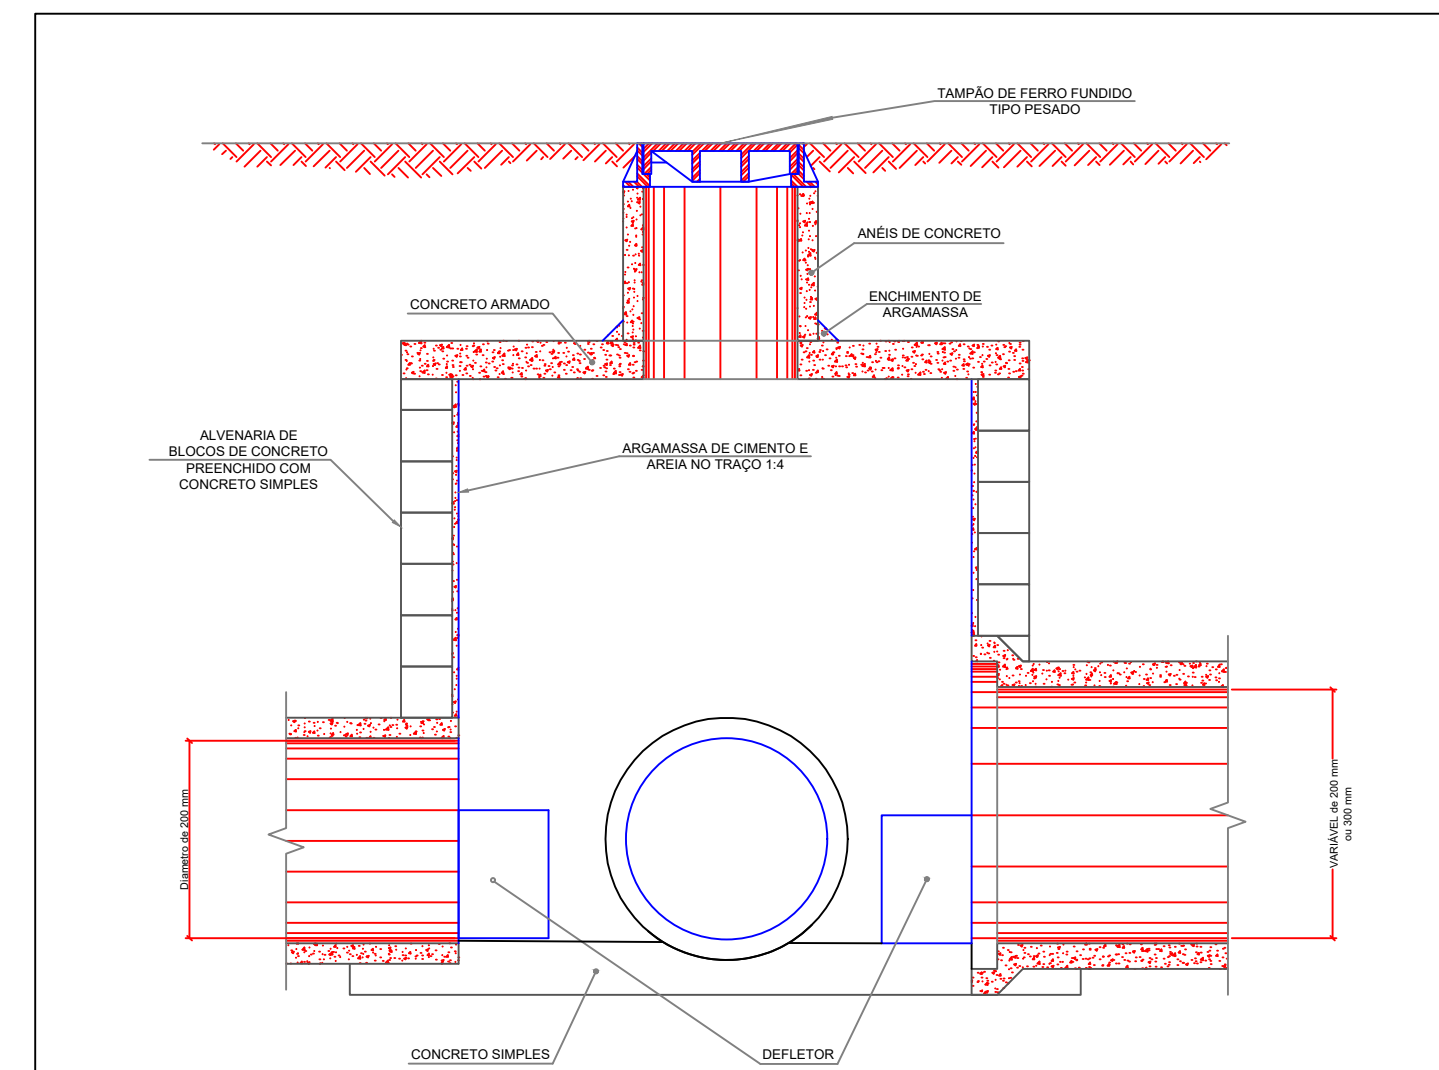 TAMPÃO DE FERRO FUNDIDO
TIPO PESADO
ANÉIS DE CONCRETO
CONCRETO ARMADO
ENCHIMENTO DE
ARGAMASSA
ALVENARIA DE
BLOCOS DE CONCRETO
PREENCHIDO COM
CONCRETO SIMPLES
ARGAMASSA DE CIMENTO E
AREIA NO TRAÇO 1:4
Diametro de 200 mm
VARIÁVEL de 200 mm
ou 300 mm
CONCRETO SIMPLES
DEFLETOR